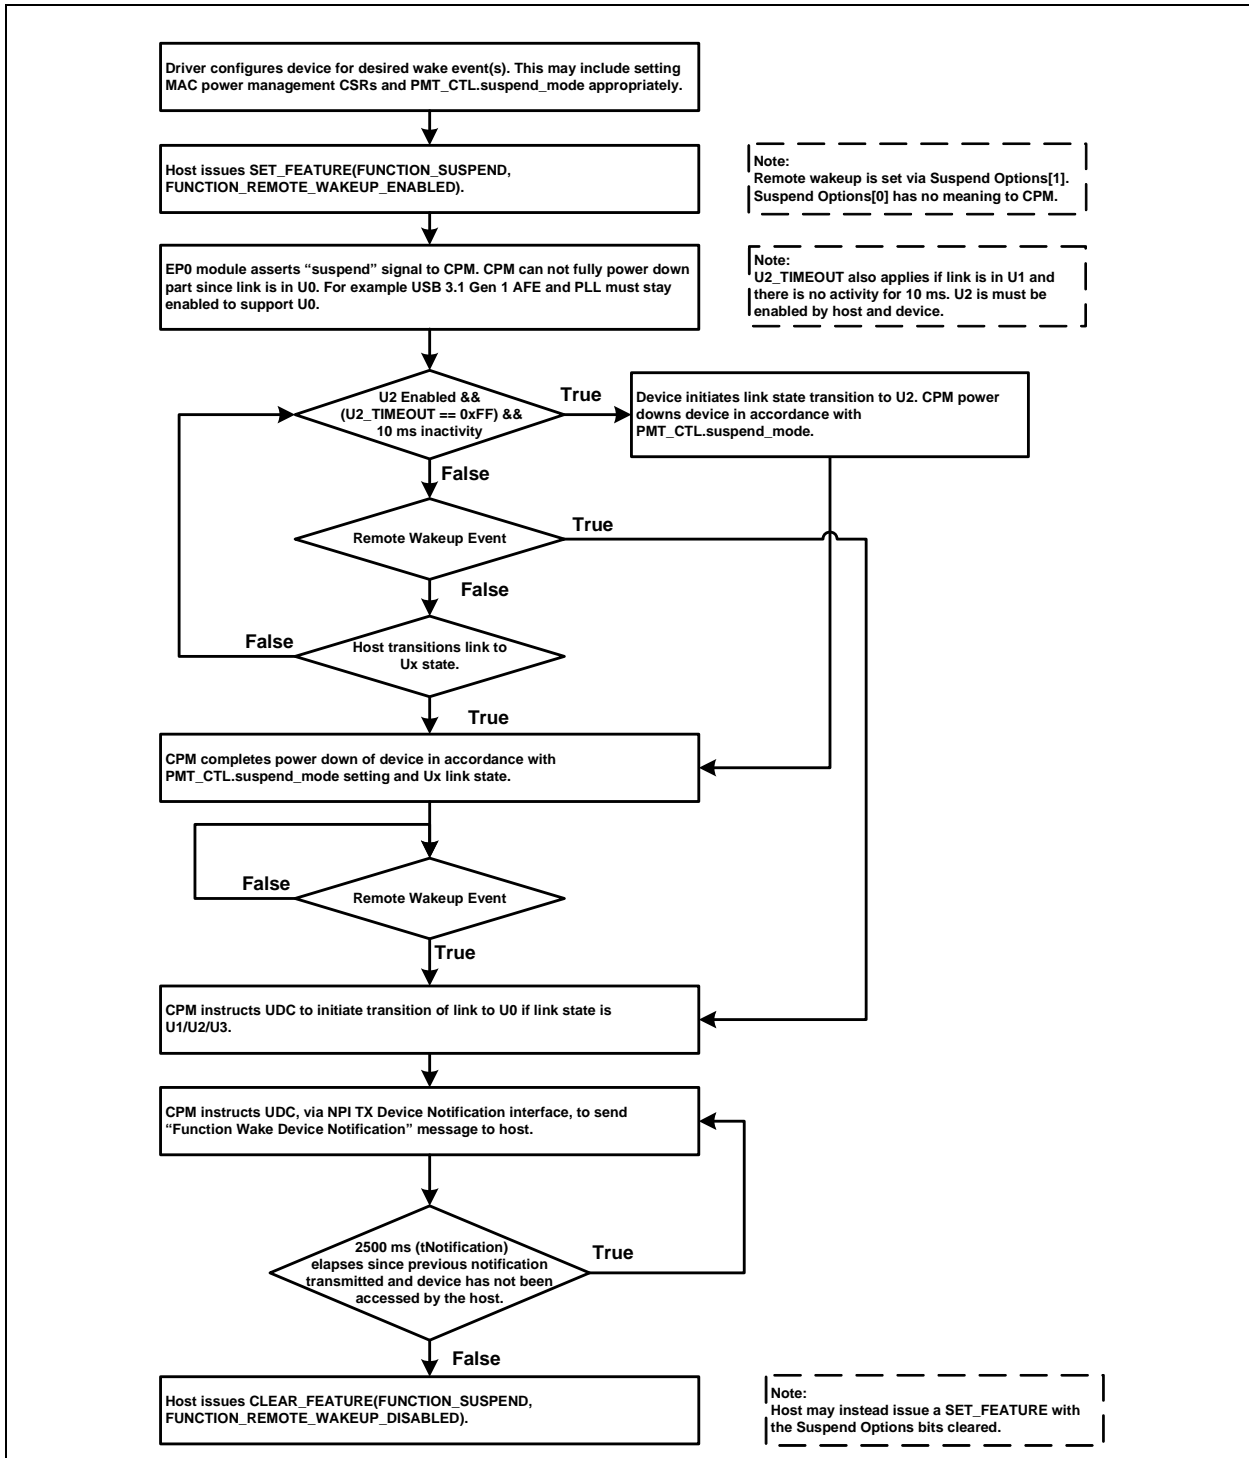 Driver configures device for desired wake event(s). This may include setting
MAC power management CSRs and PMT_CTL.suspend_mode appropriately.
Host issues SET_FEATURE(FUNCTION_SUSPEND,
FUNCTION_REMOTE_WAKEUP_ENABLED).
Note:
Remote wakeup is set via Suspend Options[1].
Suspend Options[0] has no meaning to CPM.
EP0 module asserts “suspend” signal to CPM. CPM can not fully power down
part since link is in U0. For example USB 3.1 Gen 1 AFE and PLL must stay
enabled to support U0.
Note:
U2_TIMEOUT also applies if link is in U1 and
there is no activity for 10 ms. U2 is must be
enabled by host and device.
U2 Enabled &&
(U2_TIMEOUT == 0xFF) &&
10 ms inactivity
True
Device initiates link state transition to U2. CPM power
downs device in accordance with
PMT_CTL.suspend_mode.
False
Remote Wakeup Event
True
False
Host transitions link to
Ux state.
False
True
CPM completes power down of device in accordance with
PMT_CTL.suspend_mode setting and Ux link state.
Remote Wakeup Event
False
True
CPM instructs UDC to initiate transition of link to U0 if link state is
U1/U2/U3.
CPM instructs UDC, via NPI TX Device Notification interface, to send
“Function Wake Device Notification” message to host.
2500 ms (tNotification)
elapses since previous notification
transmitted and device has not been
accessed by the host.
True
False
Host issues CLEAR_FEATURE(FUNCTION_SUSPEND,
FUNCTION_REMOTE_WAKEUP_DISABLED).
Note:
Host may instead issue a SET_FEATURE with
the Suspend Options bits cleared.